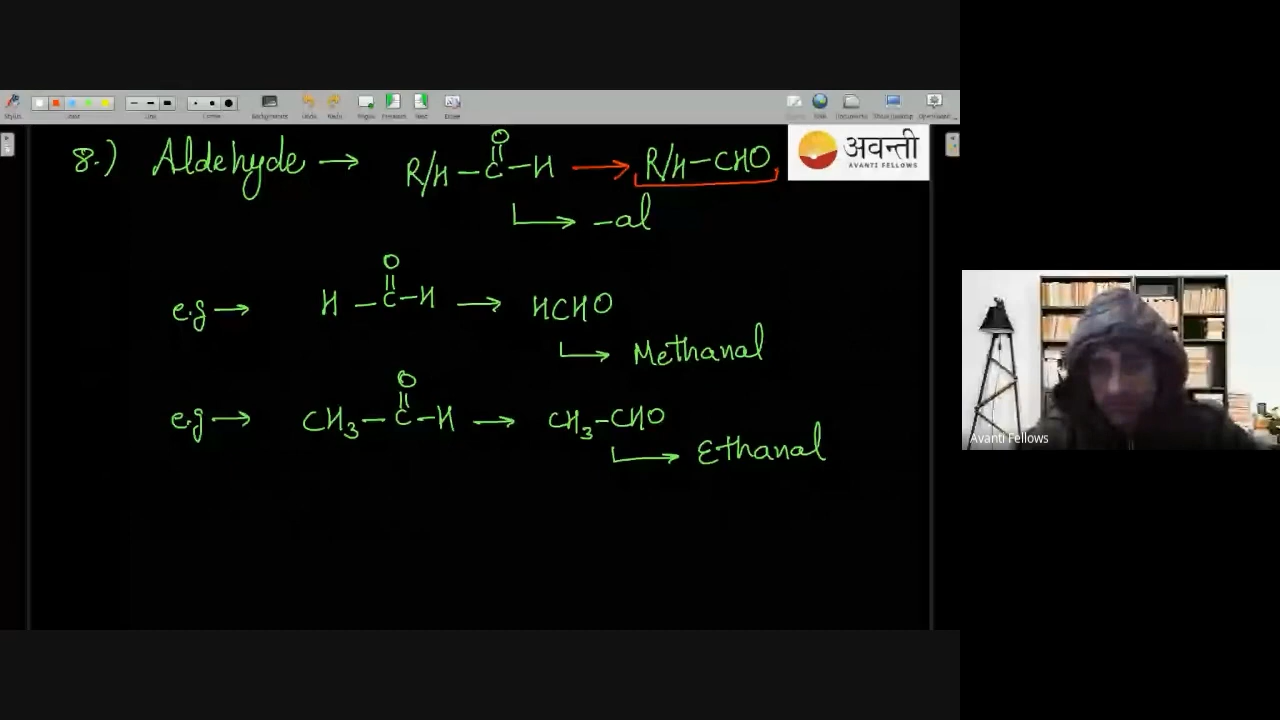 8.) Aldehyde → R/H–C–H → R/H–CHO
O
|| 
↳ -al
O
||
e.g → H–C–H → HCHO
↳ Methanal
O
||
e.g → CH₃–C–H → CH₃–CHO
↳ Ethanal
अवन्ती
AVANTI FELLOWS
Avanti Fellows